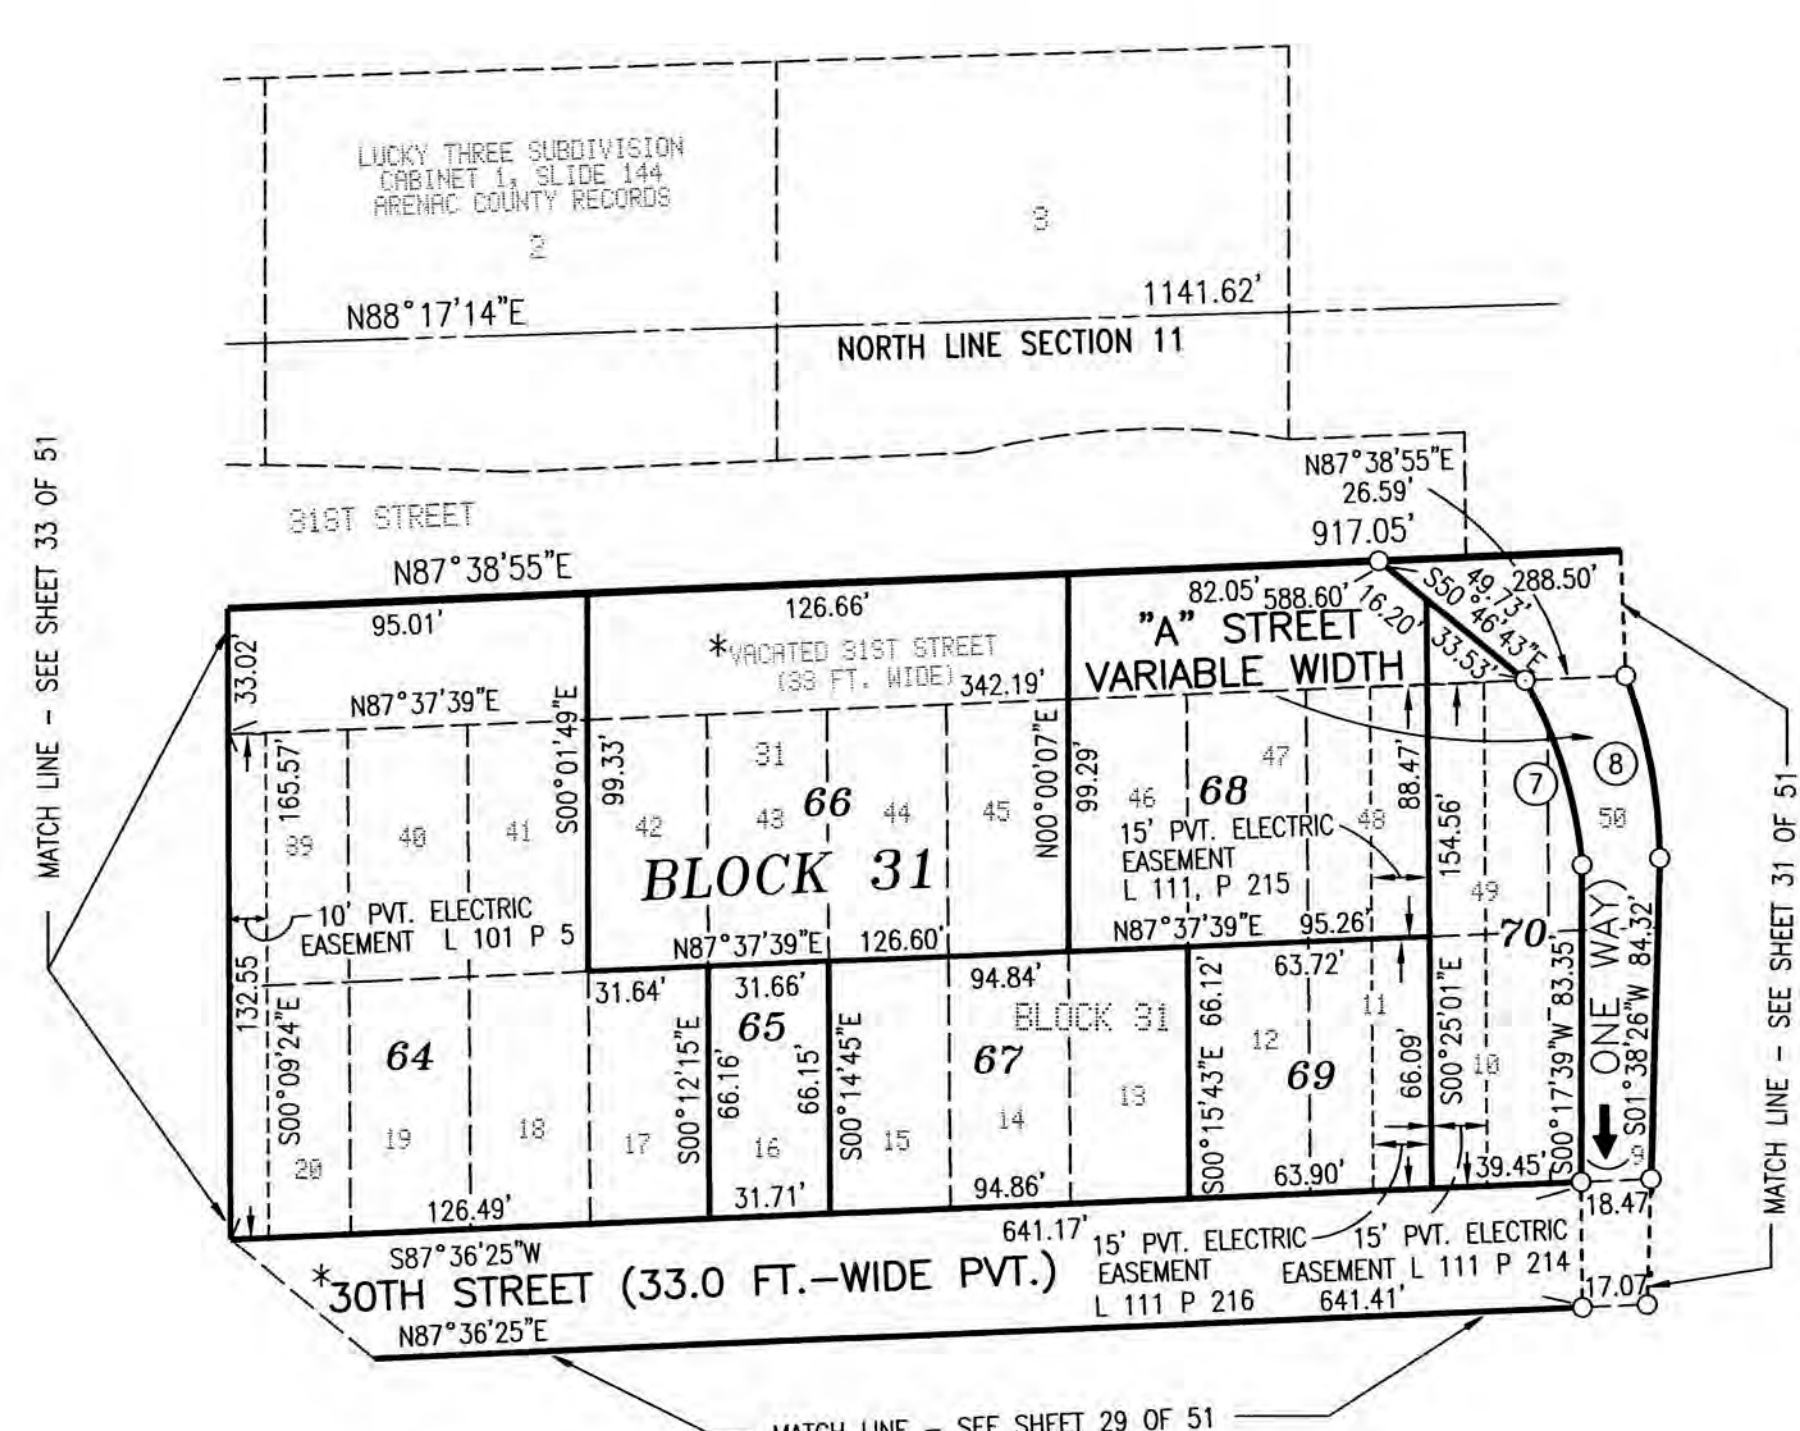 LUCKY THREE SUBDIVISION
CABINET 1, SLIDE 144
ARENAC COUNTY RECORDS
2
3
N88°17'14"E
1141.62'
NORTH LINE SECTION 11
MATCH LINE - SEE SHEET 33 OF 51
31ST STREET
N87°38'55"E
26.59'
917.05'
N87°38'55"E
95.01'
126.66'
82.05'
588.60'
16.20'
S50°46'43"E
49.73'
33.53'
288.50'
"A" STREET
VARIABLE WIDTH
*VACATED 31ST STREET
(33 FT. WIDE)
342.19'
33.02'
N87°37'39"E
165.57'
S00°01'49"E
99.33'
N00°00'07"E
99.29'
88.47'
154.56'
39
40
41
42
31
43
66
44
45
46
68
47
48
49
7
8
50
BLOCK 31
15' PVT. ELECTRIC
EASEMENT
L 111, P 215
10' PVT. ELECTRIC
EASEMENT L 101 P 5
N87°37'39"E
126.60'
N87°37'39"E
95.26'
70
132.55
S00°09'24"E
31.64'
31.66'
94.84'
63.72'
BLOCK 31
64
65
67
69
S00°12'15"E
66.16'
66.15'
S00°14'45"E
S00°15'43"E 66.12'
66.09'
S00°25'01"E
S00°17'39"W 83.35'
ONE WAY
S01°38'26"W 84.32'
20
19
18
17
16
15
14
13
12
11
10
9
126.49'
31.71'
94.86'
63.90'
39.45'
18.47'
S87°36'25"W
641.17'
*30TH STREET (33.0 FT.-WIDE PVT.)
15' PVT. ELECTRIC
EASEMENT
L 111 P 216
15' PVT. ELECTRIC
EASEMENT L 111 P 214
641.41'
17.07'
N87°36'25"E
MATCH LINE - SEE SHEET 31 OF 51
MATCH LINE - SEE SHEET 29 OF 51